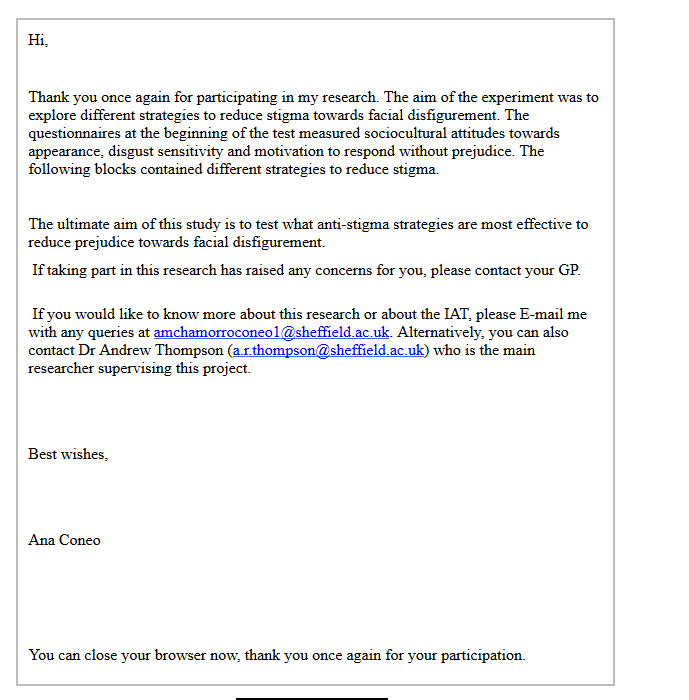 Hi,
Thank you once again for participating in my research. The aim of the experiment was to
explore different strategies to reduce stigma towards facial disfigurement. The
questionnaires at the beginning of the test measured sociocultural attitudes towards
appearance, disgust sensitivity and motivation to respond without prejudice. The
following blocks contained different strategies to reduce stigma.
The ultimate aim of this study is to test what anti-stigma strategies are most effective to
reduce prejudice towards facial disfigurement.
If taking part in this research has raised any concerns for you, please contact your GP.
If you would like to know more about this research or about the IAT, please E-mail me
with any queries at amchamorroconeo1@sheffield.ac.uk. Alternatively, you can also
contact Dr Andrew Thompson (a.r.thompson@sheffield.ac.uk) who is the main
researcher supervising this project.
Best wishes,
Ana Coneo
You can close your browser now, thank you once again for your participation.